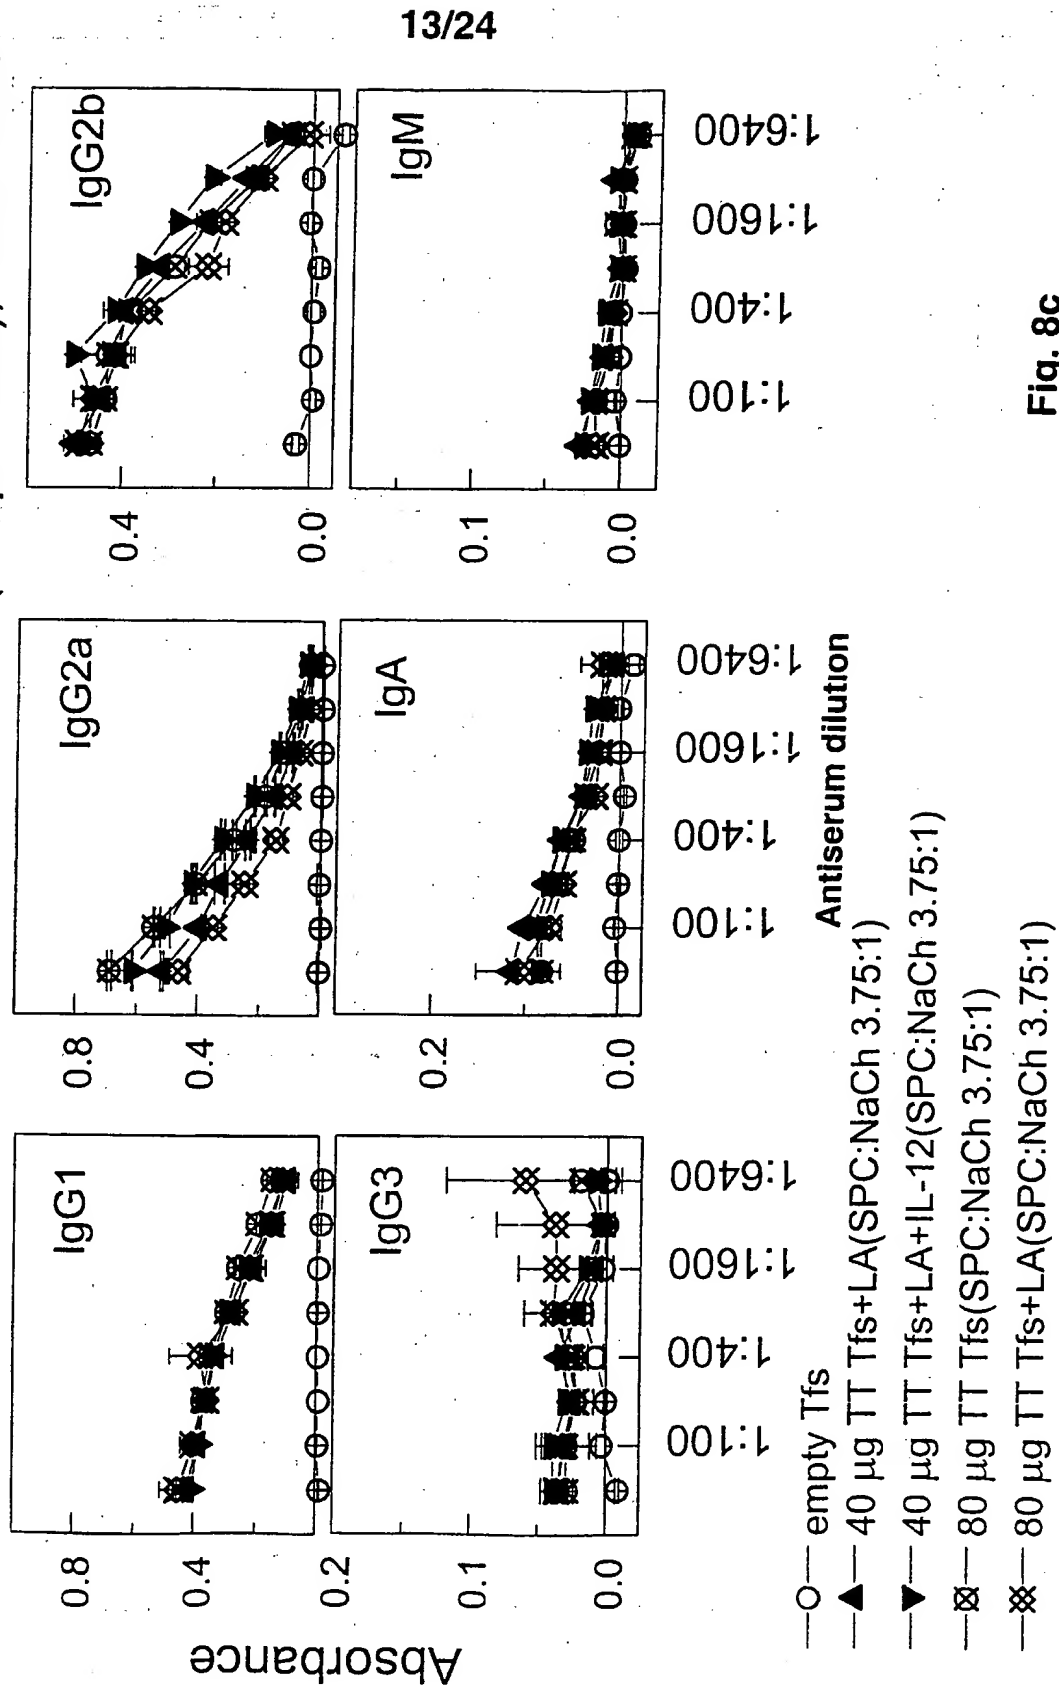 13/24
IgG1
IgG2a
IgG2b
0.8
0.4
0.8
0.4
0.4
0.0
IgG3
IgA
IgM
0.2
0.1
0.0
0.2
0.0
0.1
0.0
1:100
1:400
1:1600
1:6400
1:100
1:400
1:1600
1:6400
1:100
1:400
1:1600
1:6400
Absorbance
Antiserum dilution
empty Tfs
40 µg TT Tfs+LA(SPC:NaCh 3.75:1)
40 µg TT Tfs+LA+IL-12(SPC:NaCh 3.75:1)
80 µg TT Tfs(SPC:NaCh 3.75:1)
80 µg TT Tfs+LA(SPC:NaCh 3.75:1)
Fig. 8c